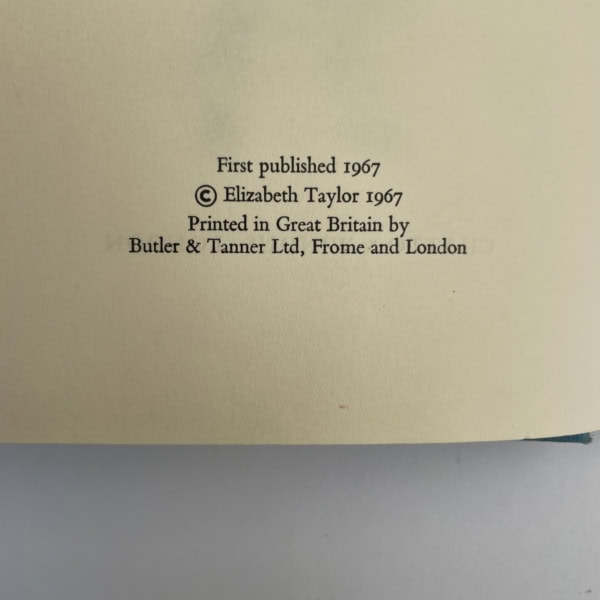 First published 1967
© Elizabeth Taylor 1967
Printed in Great Britain by
Butler & Tanner Ltd, Frome and London